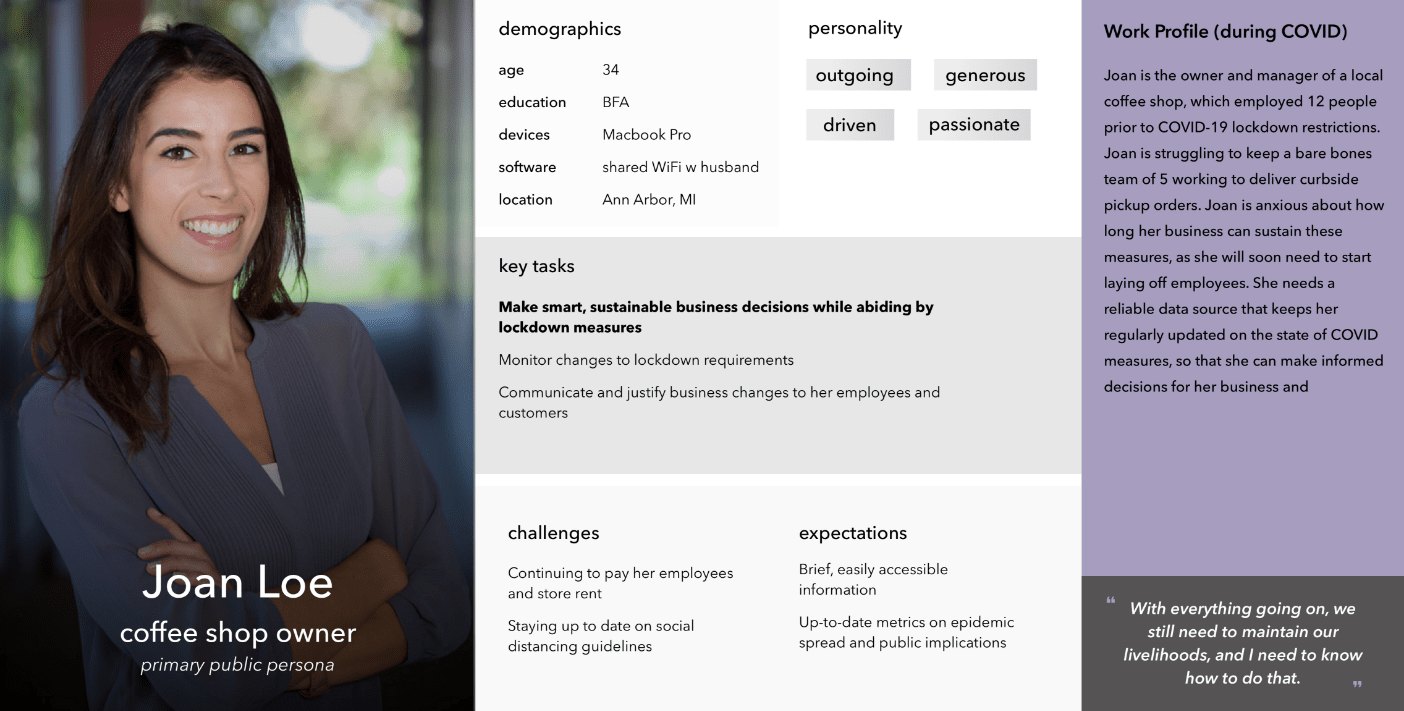 Joan Loe
coffee shop owner
primary public persona
demographics
age 34
education BFA
devices Macbook Pro
software shared WiFi w husband
location Ann Arbor, MI
personality
outgoing generous
driven passionate
key tasks
Make smart, sustainable business decisions while abiding by
lockdown measures
Monitor changes to lockdown requirements
Communicate and justify business changes to her employees and
customers
challenges
Continuing to pay her employees
and store rent
Staying up to date on social
distancing guidelines
expectations
Brief, easily accessible
information
Up-to-date metrics on epidemic
spread and public implications
Work Profile (during COVID)
Joan is the owner and manager of a local
coffee shop, which employed 12 people
prior to COVID-19 lockdown restrictions.
Joan is struggling to keep a bare bones
team of 5 working to deliver curbside
pickup orders. Joan is anxious about how
long her business can sustain these
measures, as she will soon need to start
laying off employees. She needs a
reliable data source that keeps her
regularly updated on the state of COVID
measures, so that she can make informed
decisions for her business and
❝ With everything going on, we
still need to maintain our
livelihoods, and I need to know
how to do that. ❞